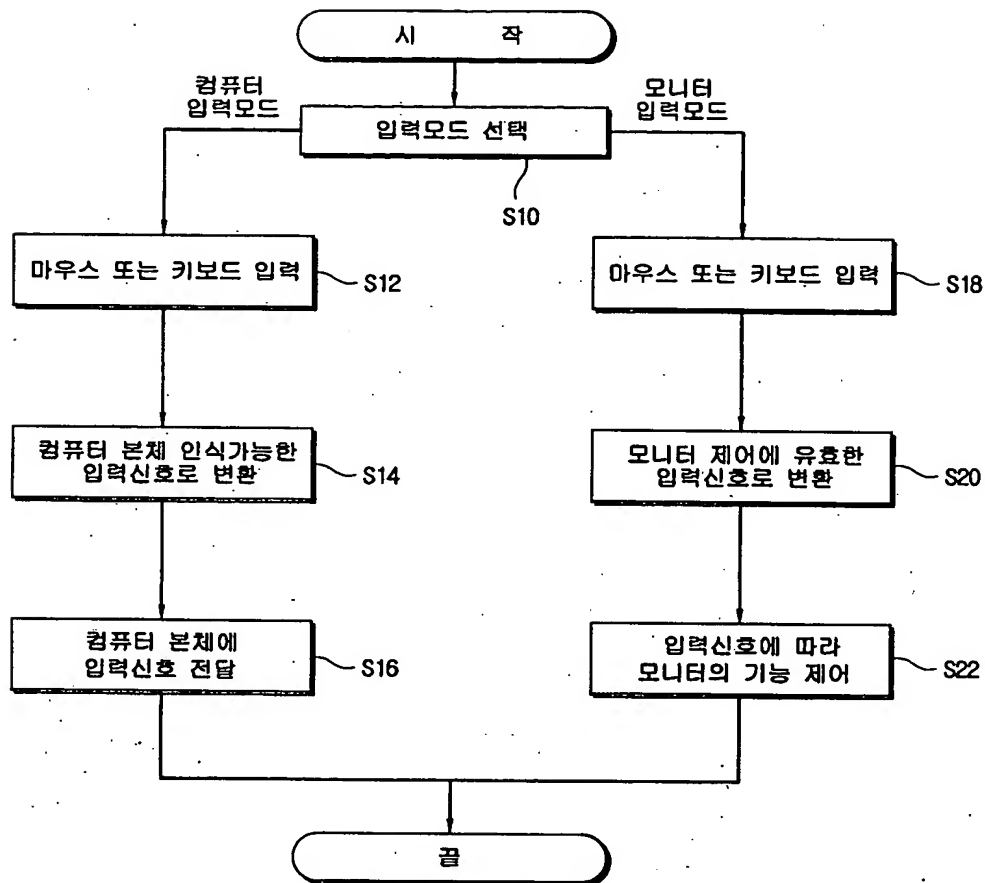 시 작
컴퓨터
입력모드
모니터
입력모드
입력모드 선택
S10
마우스 또는 키보드 입력
S12
마우스 또는 키보드 입력
S18
컴퓨터 본체 인식가능한
입력신호로 변환
S14
모니터 제어에 유효한
입력신호로 변환
S20
컴퓨터 본체에
입력신호 전달
S16
입력신호에 따라
모니터의 기능 제어
S22
끝